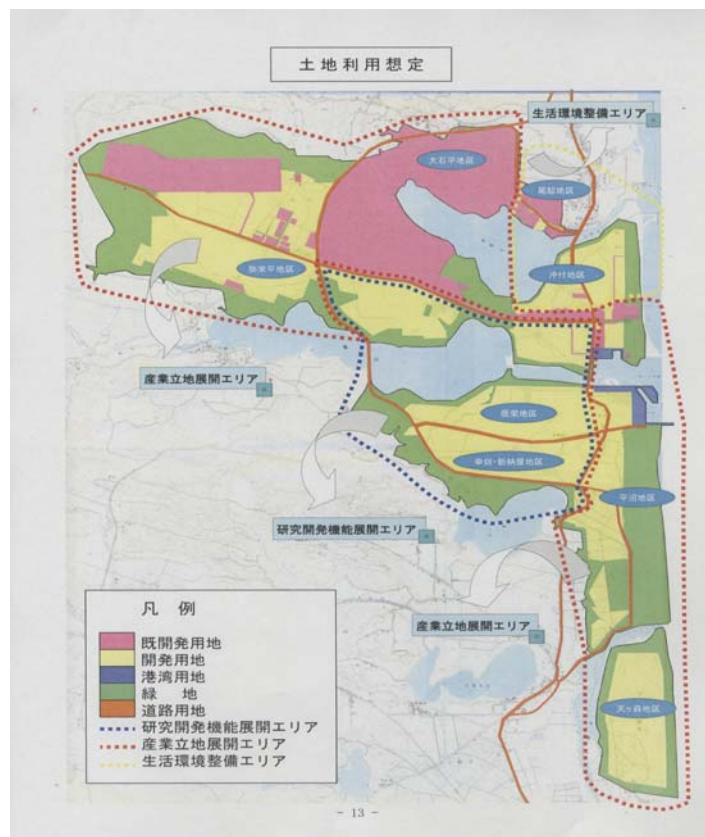 土地利用想定
生活環境整備エリア
大石平地区
尾駮地区
沖付地区
弥栄平地区
産業立地展開エリア
幸畑・新納屋地区
平沼地区
研究開発機能展開エリア
産業立地展開エリア
天ヶ森地区
凡 例
既開発用地
開発用地
港湾用地
緑 地
道路用地
研究開発機能展開エリア
産業立地展開エリア
生活環境整備エリア
- 13 -